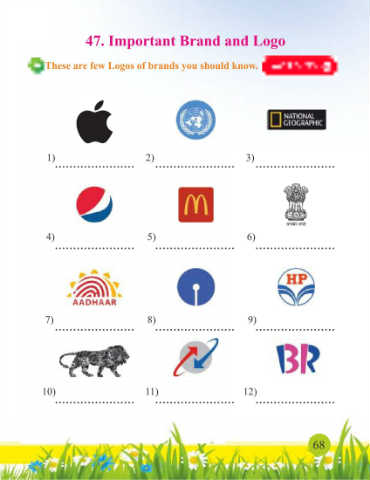 47. Important Brand and Logo
These are few Logos of brands you should know.
NATIONAL
GEOGRAPHIC
1)
2)
3)
4)
5)
6)
HP
AADHAAR
7)
8)
9)
BR
10)
11)
12)
68